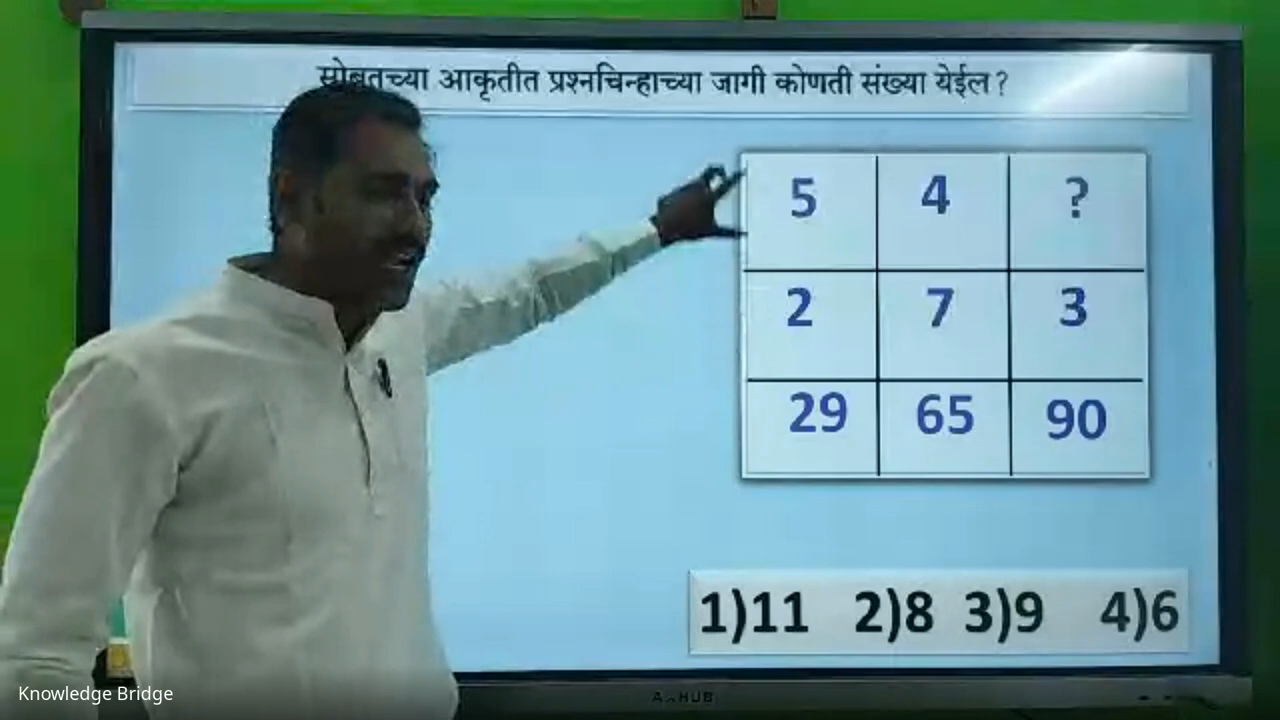 सोबतच्या आकृतीत प्रश्नचिन्हाच्या जागी कोणती संख्या येईल?
5 4 ?
2 7 3
29 65 90
1)11 2)8 3)9 4)6
Knowledge Bridge